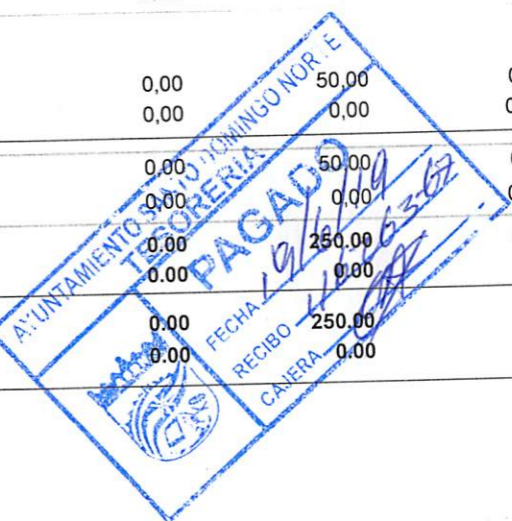 0,00 50,00
0,00 0,00
0,00 50,00
0,00 0,00
0.00 250.00
0.00 0.00
0.00 250.00
0.00 0.00
AYUNTAMIENTO SANTO DOMINGO NORTE
TESORERIA
PAGADO
FECHA
RECIBO
CAJERA